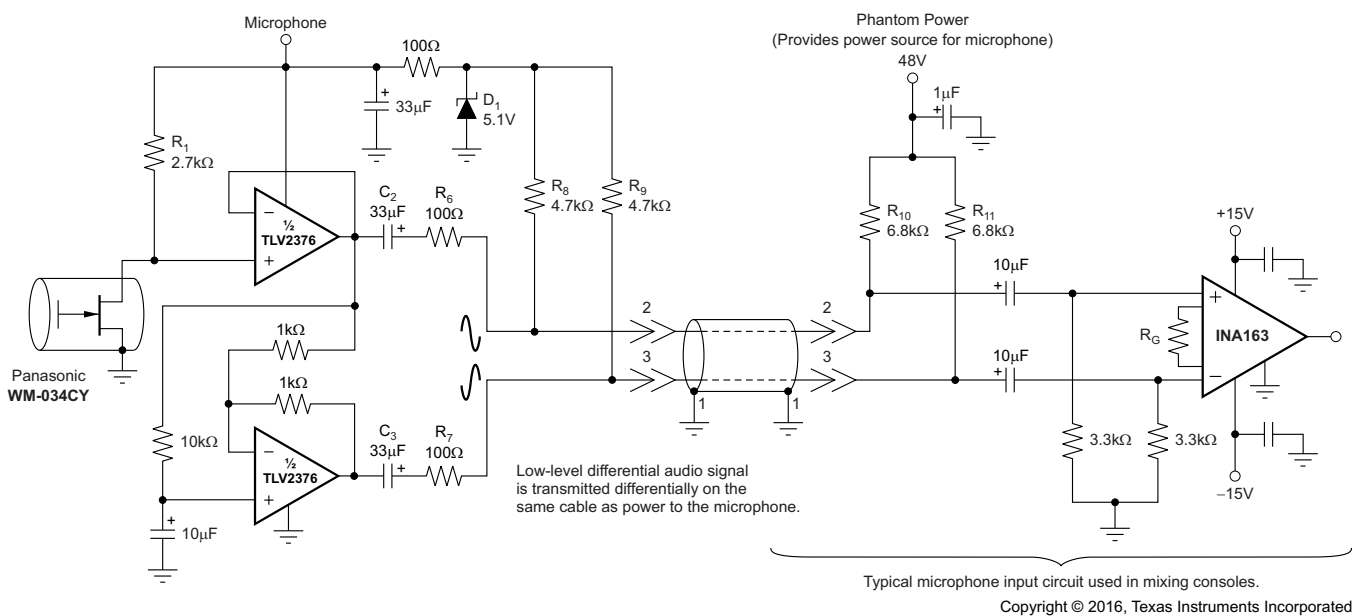 Microphone
100Ω
+
33μF
D1
5.1V
R1
2.7kΩ
−
½
TLV2376
+
C2
33μF
+
R6
100Ω
R8
4.7kΩ
R9
4.7kΩ
Panasonic
WM-034CY
1kΩ
1kΩ
10kΩ
−
½
TLV2376
+
C3
33μF
+
R7
100Ω
+
10μF
Low-level differential audio signal
is transmitted differentially on the
same cable as power to the microphone.
2
2
3
3
1
1
Phantom Power
(Provides power source for microphone)
48V
1μF
+
R10
6.8kΩ
R11
6.8kΩ
10μF
+
10μF
+
3.3kΩ
3.3kΩ
+15V
+
RG
INA163
−
−15V
Typical microphone input circuit used in mixing consoles.
Copyright © 2016, Texas Instruments Incorporated